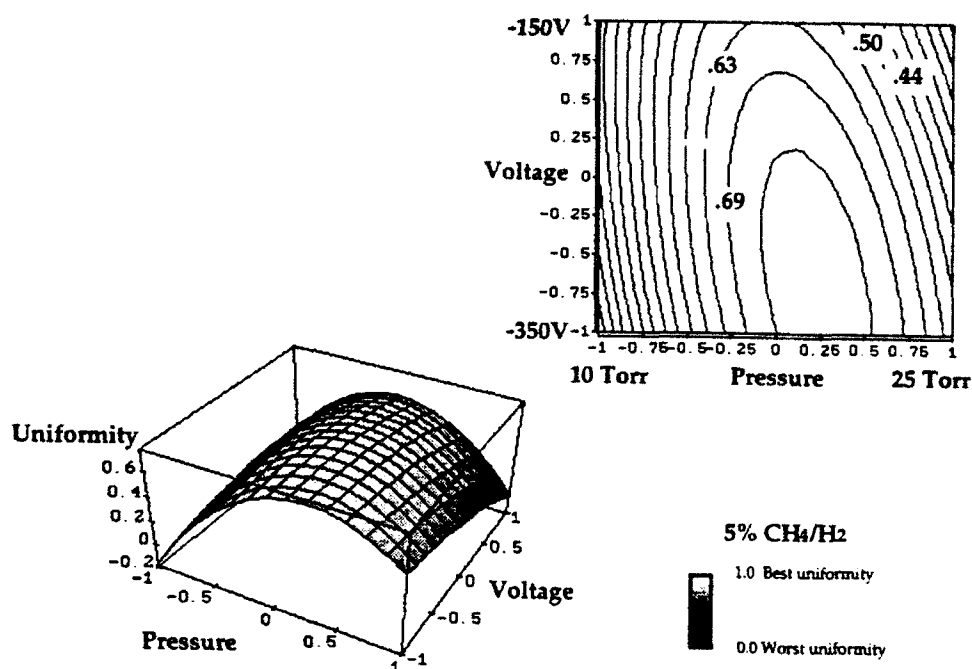 -150V 1
0.75
0.5
0.25
Voltage 0
-0.25
-0.5
-0.75
-350V -1
.63
.50
.44
.69
-1 -0.75 -0.5 -0.25 0 0.25 0.5 0.75 1
10 Torr Pressure 25 Torr
Uniformity
0.6
0.4
0.2
0
-0.2
-1
-0.5
0
0.5
1
Pressure
1
0.5
0
-0.5
-1
Voltage
5% CH4/H2
1.0 Best uniformity
0.0 Worst uniformity